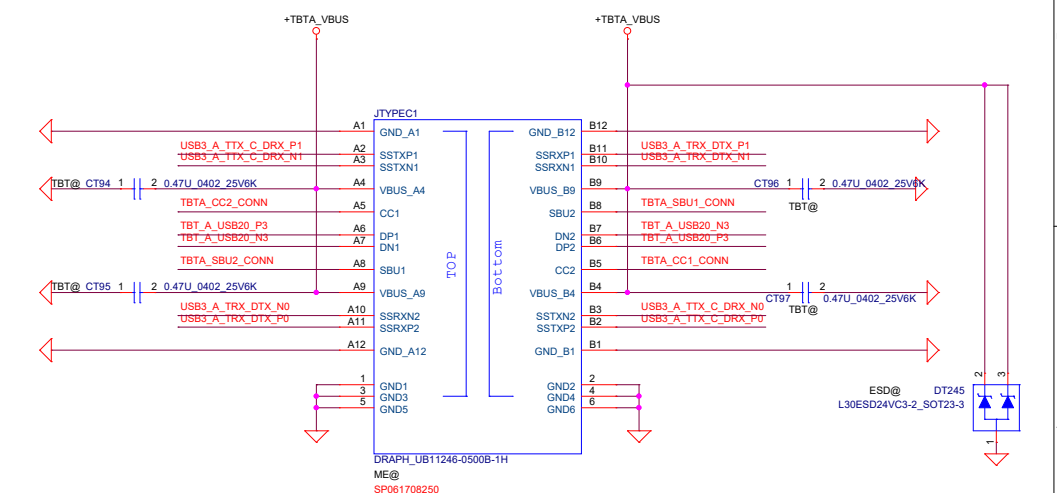 +TBTA_VBUS
+TBTA_VBUS
JTYPEC1
A1 GND_A1 GND_B12 B12
USB3_A_TTX_C_DRX_P1 A2 SSTXP1 SSRXP1 B11 USB3_A_TRX_DTX_P1
USB3_A_TTX_C_DRX_N1 A3 SSTXN1 SSRXN1 B10 USB3_A_TRX_DTX_N1
TBT@ CT94 1 2 0.47U_0402_25V6K A4 VBUS_A4 VBUS_B9 B9 CT96 1 2 0.47U_0402_25V6K
TBT@
TBTA_CC2_CONN A5 CC1 SBU2 B8 TBTA_SBU1_CONN
TBT_A_USB20_P3 A6 DP1 DN2 B7 TBT_A_USB20_N3
TBT_A_USB20_N3 A7 DN1 DP2 B6 TBT_A_USB20_P3
TBTA_SBU2_CONN A8 SBU1 CC2 B5 TBTA_CC1_CONN
TOP
Bottom
TBT@ CT95 1 2 0.47U_0402_25V6K A9 VBUS_A9 VBUS_B4 B4 CT97 1 2 0.47U_0402_25V6K
TBT@
USB3_A_TRX_DTX_N0 A10 SSRXN2 SSTXN2 B3 USB3_A_TTX_C_DRX_N0
USB3_A_TRX_DTX_P0 A11 SSRXP2 SSTXP2 B2 USB3_A_TTX_C_DRX_P0
A12 GND_A12 GND_B1 B1
1 GND1 GND2 2
3 GND3 GND4 4
5 GND5 GND6 6
2 3
ESD@ DT245
L30ESD24VC3-2_SOT23-3
1
DRAPH_UB11246-0500B-1H
ME@
SP061708250